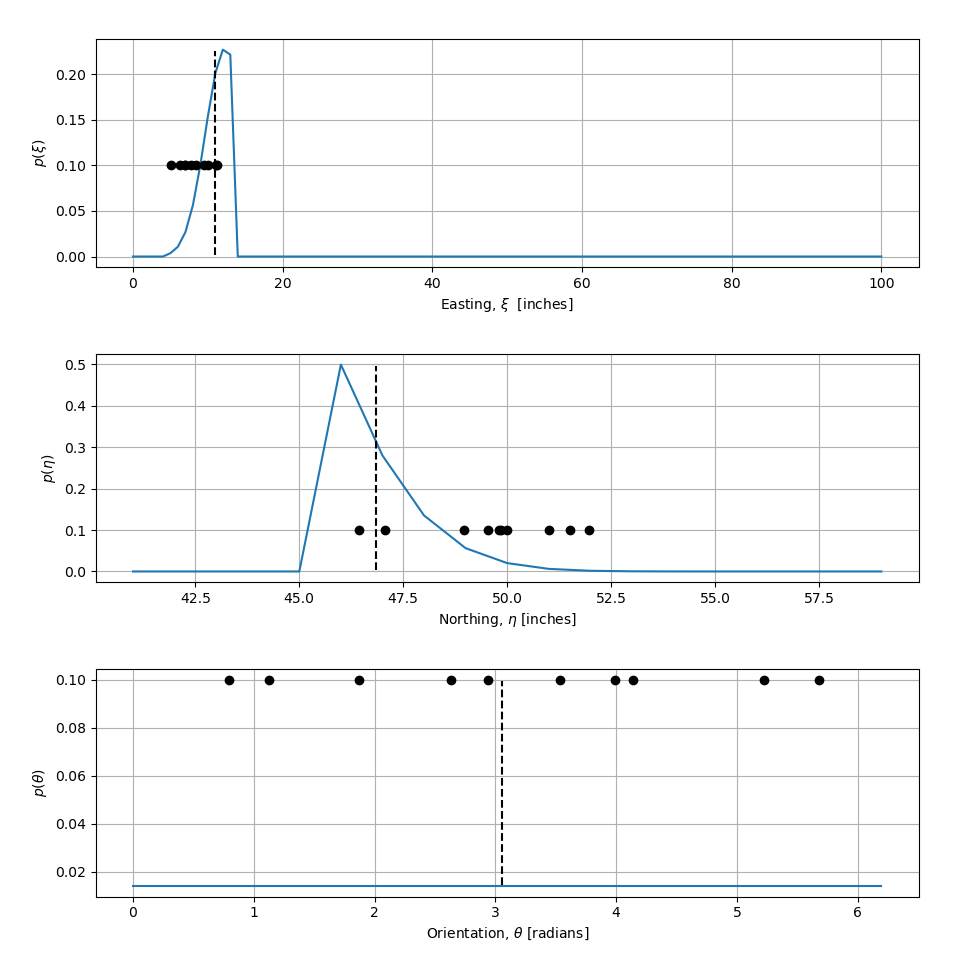 0.20
0.15
0.10
0.05
0.00
p(ξ)
0 20 40 60 80 100
Easting, ξ [inches]
0.5
0.4
0.3
0.2
0.1
0.0
p(η)
42.5 45.0 47.5 50.0 52.5 55.0 57.5
Northing, η [inches]
0.10
0.08
0.06
0.04
0.02
p(θ)
0 1 2 3 4 5 6
Orientation, θ [radians]